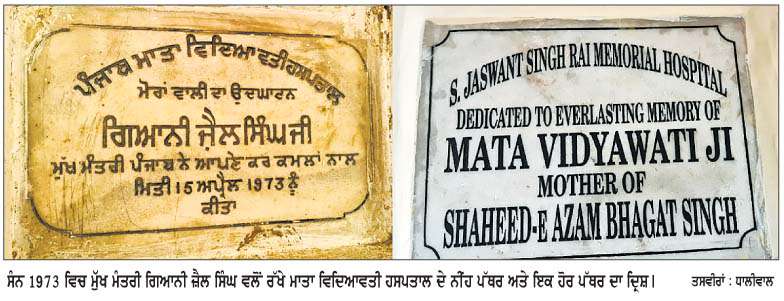 ਪੰਜਾਬ ਮਾਤਾ ਵਿਦਿਆ ਵਤੀ ਹਸਪਤਾਲ
ਮੋਰਾਂ ਵਾਲੀ ਦਾ ਉਦਘਾਟਨ
ਗਿਆਨੀ ਜ਼ੈਲ ਸਿੰਘ ਜੀ
ਮੁੱਖ ਮੰਤਰੀ ਪੰਜਾਬ ਨੇ ਆਪਣੇ ਕਰ ਕਮਲਾਂ ਨਾਲ
ਮਿਤੀ 15 ਅਪ੍ਰੈਲ 1973 ਨੂੰ
ਕੀਤਾ
S. JASWANT SINGH RAI MEMORIAL HOSPITAL
DEDICATED TO EVERLASTING MEMORY OF
MATA VIDYAWATI JI
MOTHER OF
SHAHEED-E AZAM BHAGAT SINGH
ਸੰਨ 1973 ਵਿਚ ਮੁੱਖ ਮੰਤਰੀ ਗਿਆਨੀ ਜ਼ੈਲ ਸਿੰਘ ਵਲੋਂ ਰੱਖੇ ਮਾਤਾ ਵਿਦਿਆਵਤੀ ਹਸਪਤਾਲ ਦੇ ਨੀਂਹ ਪੱਥਰ ਅਤੇ ਇਕ ਹੋਰ ਪੱਥਰ ਦਾ ਦ੍ਰਿਸ਼। ਤਸਵੀਰਾਂ : ਧਾਲੀਵਾਲ